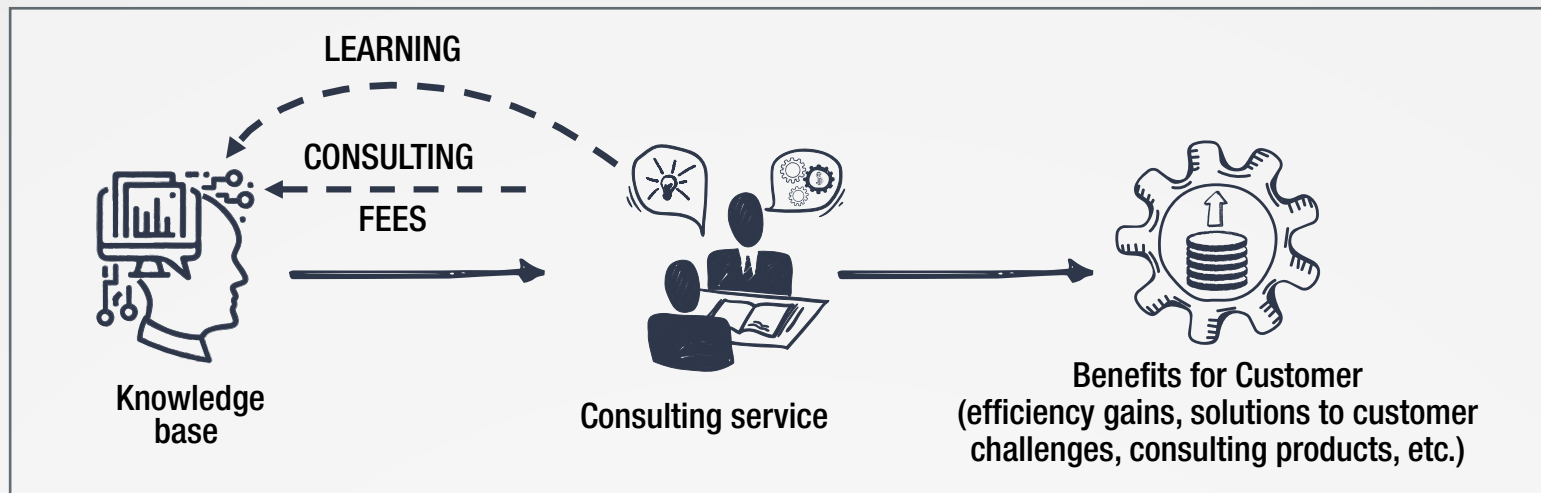 LEARNING
CONSULTING
FEES
Knowledge
base
Consulting service
Benefits for Customer
(efficiency gains, solutions to customer
challenges, consulting products, etc.)